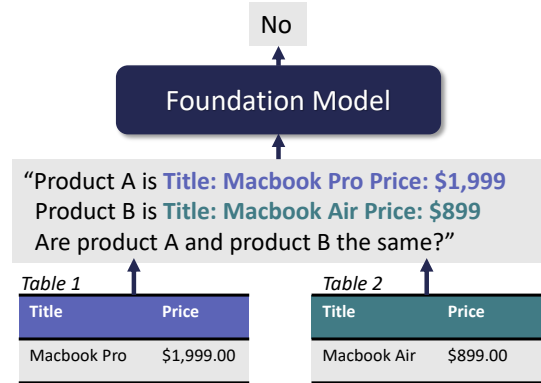 No
Foundation Model
“Product A is Title: Macbook Pro Price: $1,999
Product B is Title: Macbook Air Price: $899
Are product A and product B the same?”
Table 1
Title Price
Macbook Pro $1,999.00
Table 2
Title Price
Macbook Air $899.00